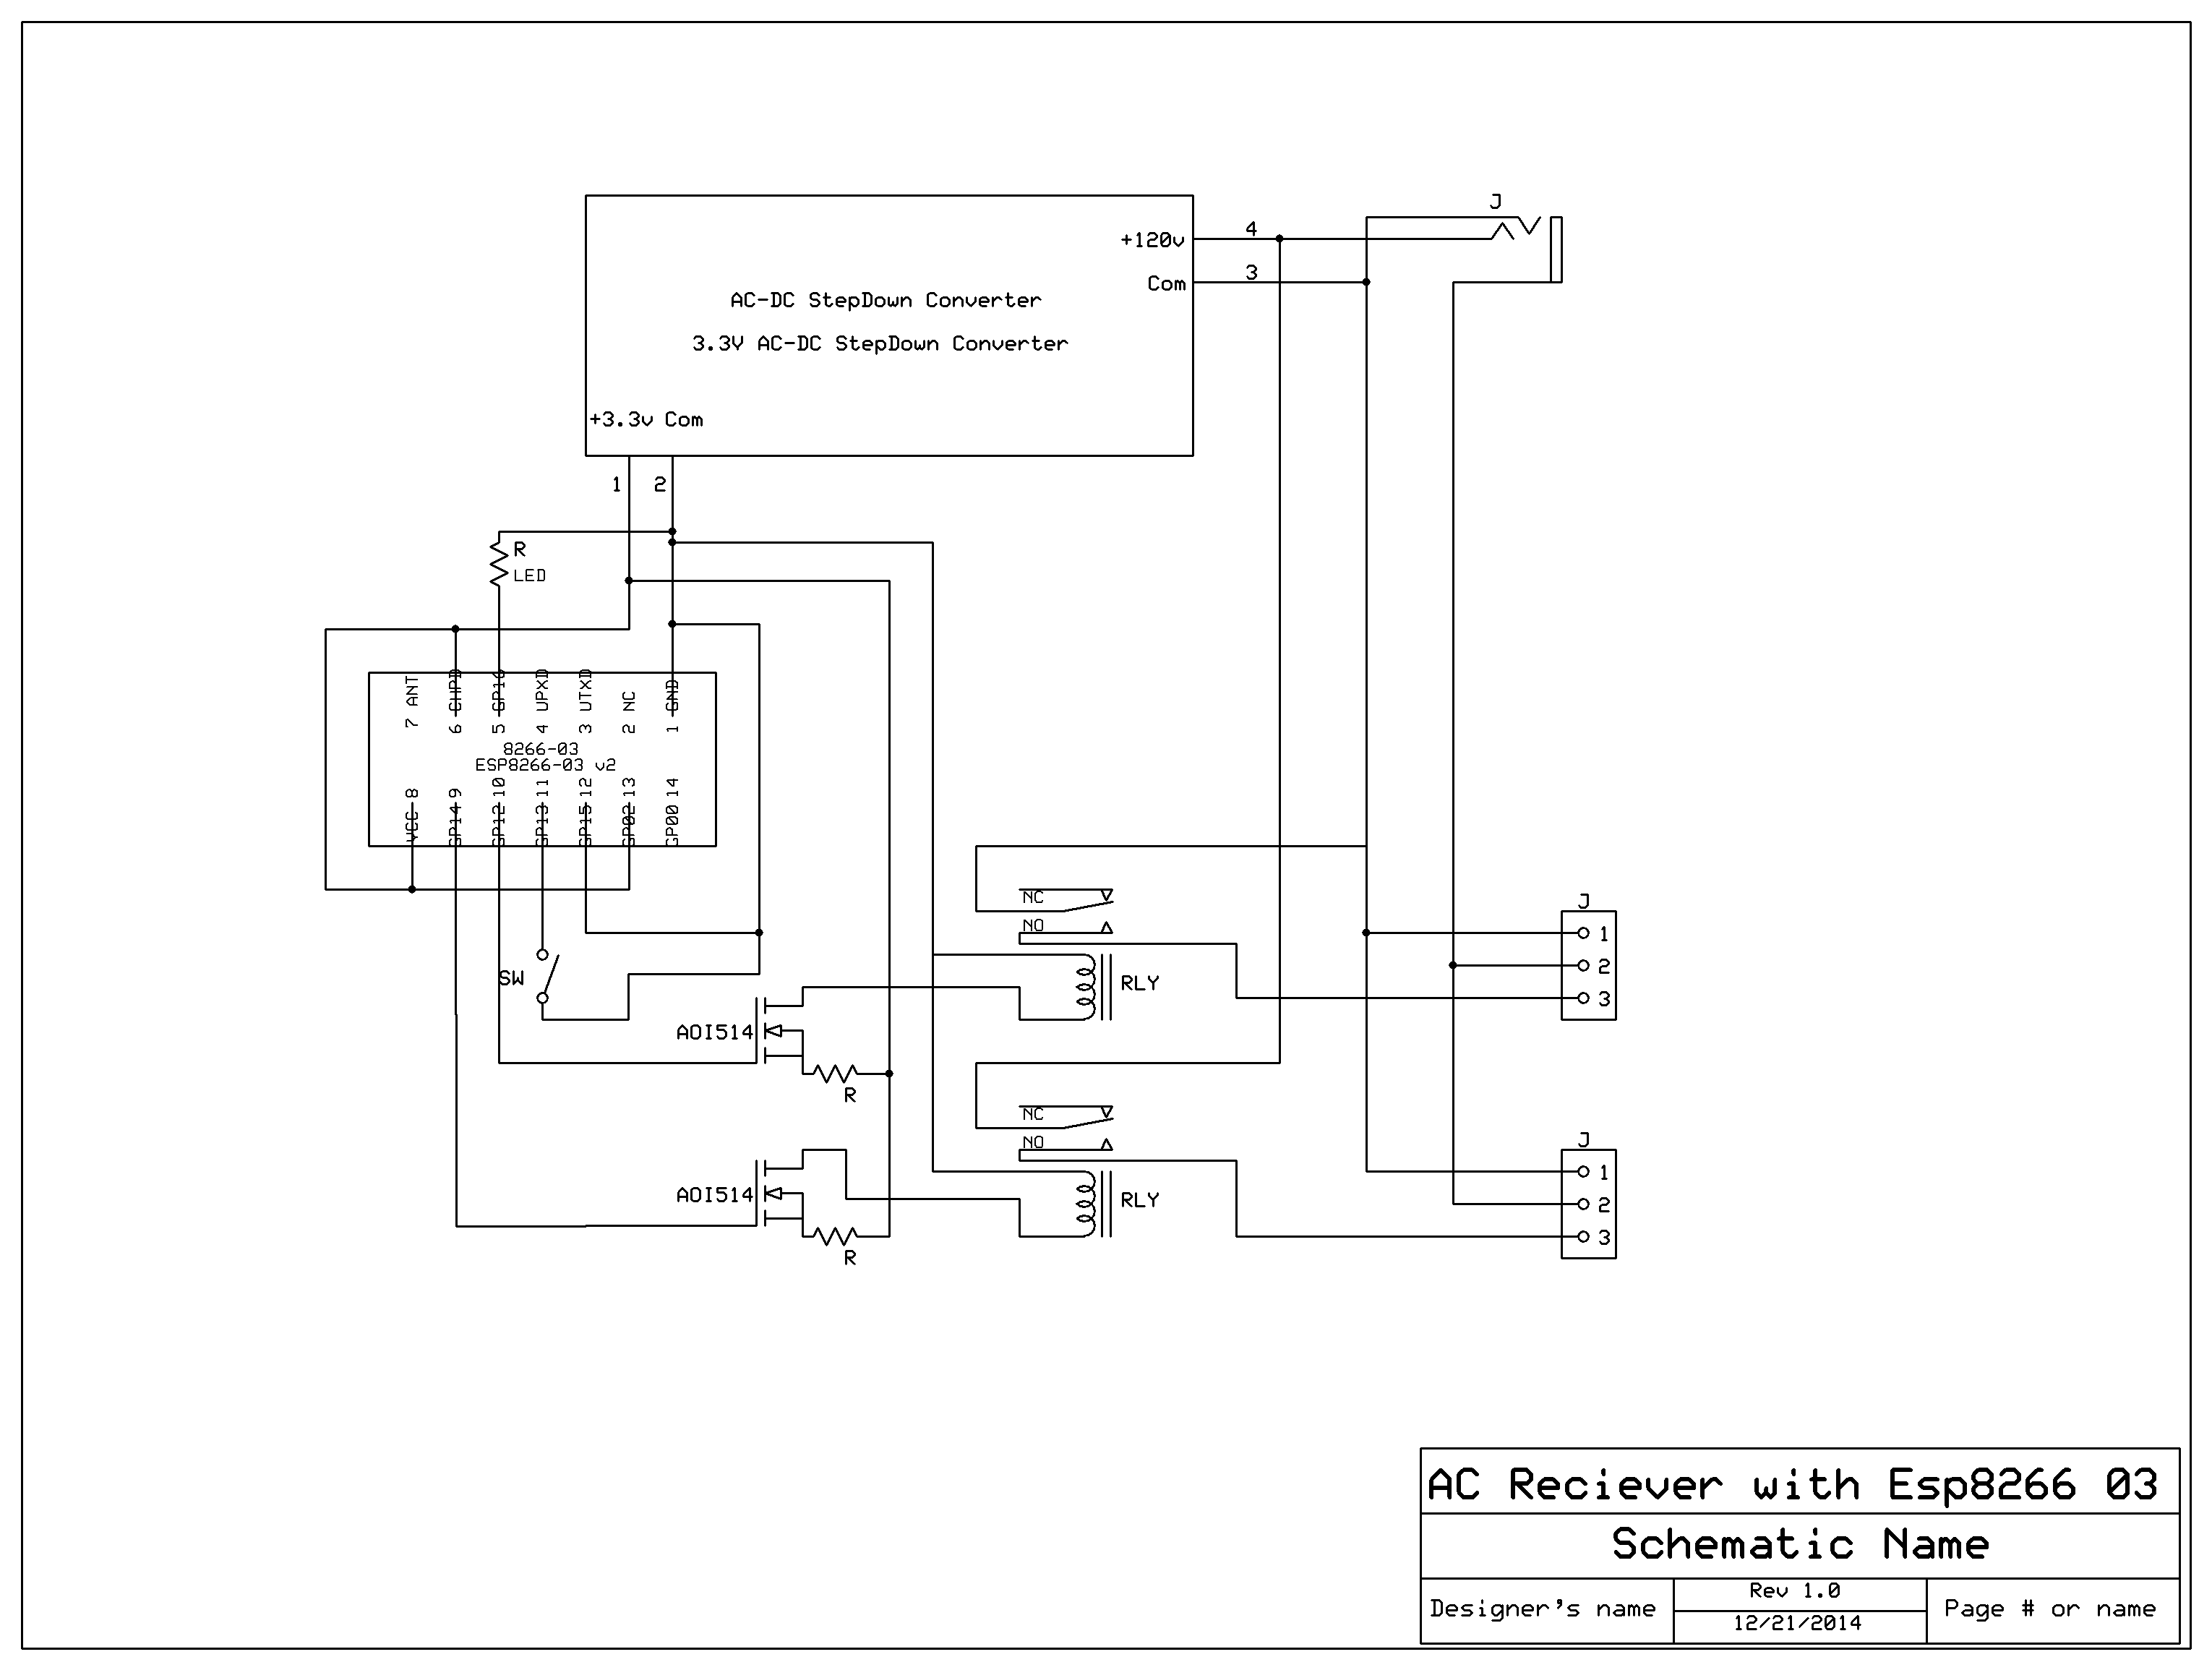 J
+120v 4
Com 3
AC-DC StepDown Converter
3.3V AC-DC StepDown Converter
+3.3v Com
1 2
R
LED
7 ANT
6 CHPD
5 GP16
4 UPXD
3 UTXD
2 NC
1 GND
8266-03
ESP8266-03 v2
VCC 8
GP14 9
GP12 10
GP13 11
GP15 12
GP02 13
GP00 14
NC
NO
RLY
J
1
2
3
SW
AOI514
R
NC
NO
RLY
J
1
2
3
AOI514
R
AC Reciever with Esp8266 03
Schematic Name
Designer's name
Rev 1.0
12/21/2014
Page # or name